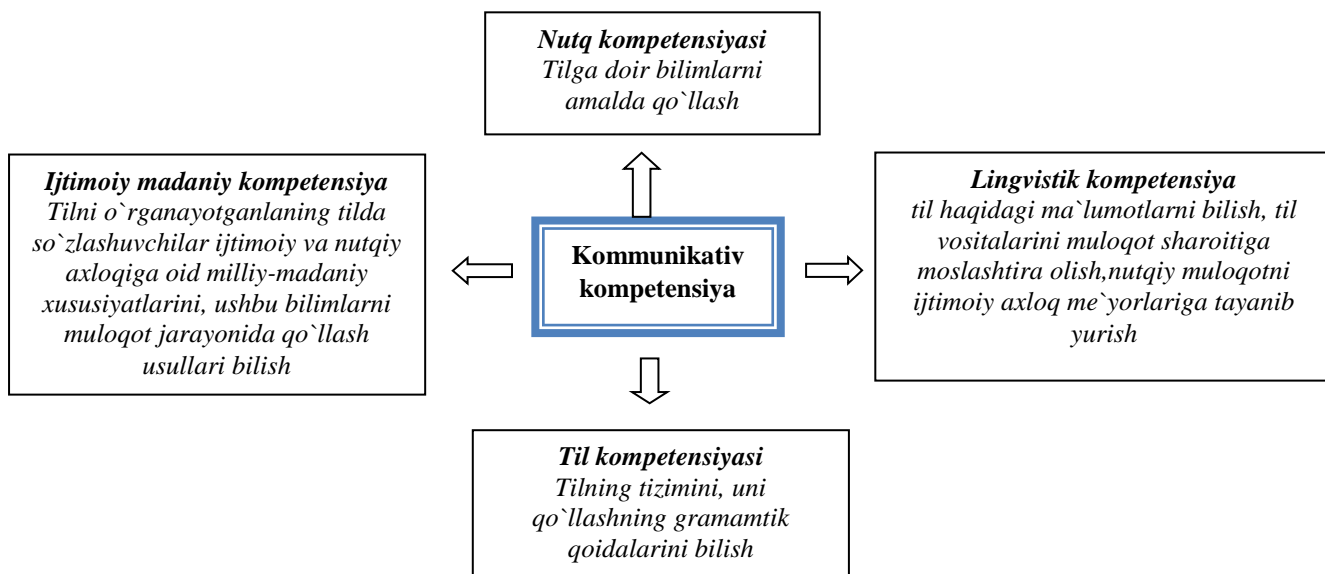 Nutq kompetensiyasi
Tilga doir bilimlarni
amalda qo`llash
Ijtimoiy madaniy kompetensiya
Tilni o`rganayotganlaning tilda
so`zlashuvchilar ijtimoiy va nutqiy
axloqiga oid milliy-madaniy
xususiyatlarini, ushbu bilimlarni
muloqot jarayonida qo`llash
usullari bilish
Kommunikativ
kompetensiya
Lingvistik kompetensiya
til haqidagi ma`lumotlarni bilish, til
vositalarini muloqot sharoitiga
moslashtira olish,nutqiy muloqotni
ijtimoiy axloq me`yorlariga tayanib
yurish
Til kompetensiyasi
Tilning tizimini, uni
qo`llashning gramamtik
qoidalarini bilish